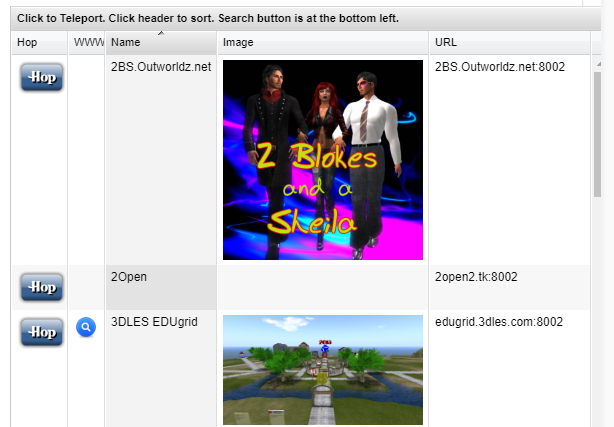 Click to Teleport. Click header to sort. Search button is at the bottom left.
Hop WWW Name Image URL
Hop 2BS.Outworldz.net 2BS.Outworldz.net:8002
2 Blokes
and a
Sheila
Hop 2Open 2open2.tk:8002
Hop 3DLES EDUgrid edugrid.3dles.com:8002